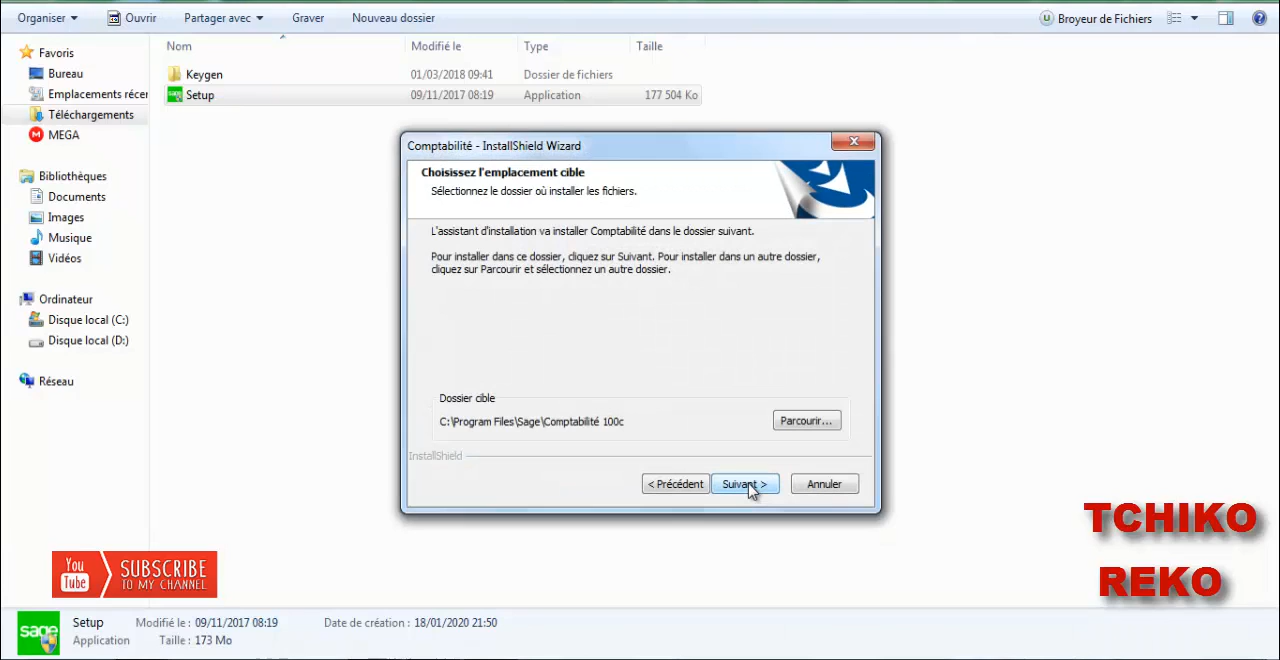 Organiser Ouvrir Partager avec Graver Nouveau dossier Broyeur de Fichiers
Favoris
Bureau
Emplacements récer
Téléchargements
MEGA
Bibliothèques
Documents
Images
Musique
Vidéos
Ordinateur
Disque local (C:)
Disque local (D:)
Réseau
Nom Modifié le Type Taille
Keygen 01/03/2018 09:41 Dossier de fichiers
Setup 09/11/2017 08:19 Application 177 504 Ko
Comptabilité - InstallShield Wizard
Choisissez l'emplacement cible
Sélectionnez le dossier où installer les fichiers.
L'assistant d'installation va installer Comptabilité dans le dossier suivant.
Pour installer dans ce dossier, cliquez sur Suivant. Pour installer dans un autre dossier,
cliquez sur Parcourir et sélectionnez un autre dossier.
Dossier cible
C:\Program Files\Sage\Comptabilité 100c Parcourir...
InstallShield
< Précédent Suivant > Annuler
TCHIKO
REKO
You
Tube
SUBSCRIBE
TO MY CHANNEL
sage
Setup Modifié le : 09/11/2017 08:19 Date de création : 18/01/2020 21:50
Application Taille : 173 Mo